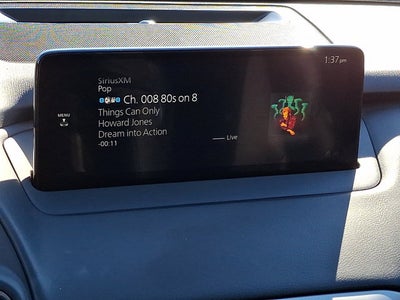 1:37 pm
SiriusXM
Pop
Ch. 008 80s on 8
Things Can Only
Howard Jones
Dream into Action
-00:11
Live
MENU